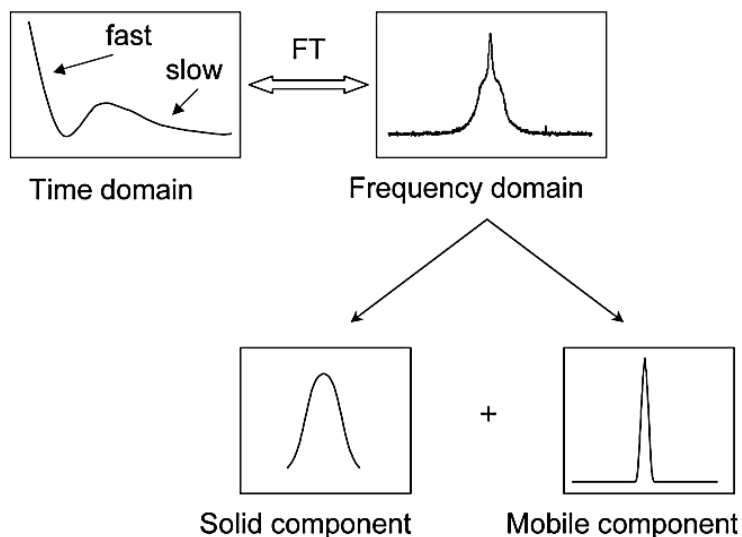 fast
slow
FT
Time domain
Frequency domain
+
Solid component
Mobile component